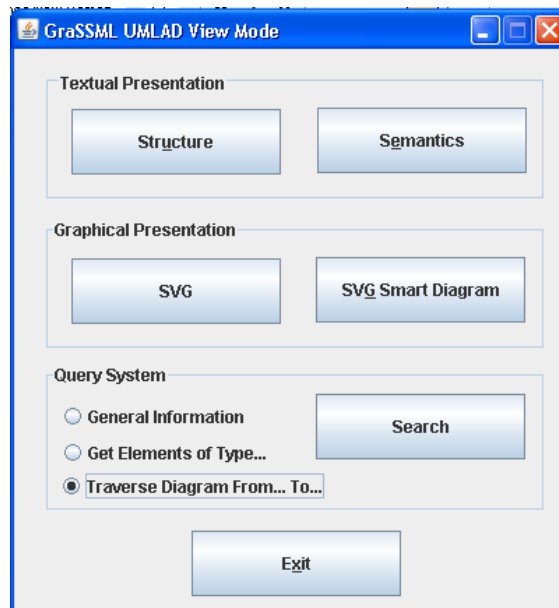 GraSSML UMLAD View Mode
Textual Presentation
Structure
Semantics
Graphical Presentation
SVG
SVG Smart Diagram
Query System
General Information
Get Elements of Type...
Traverse Diagram From... To...
Search
Exit